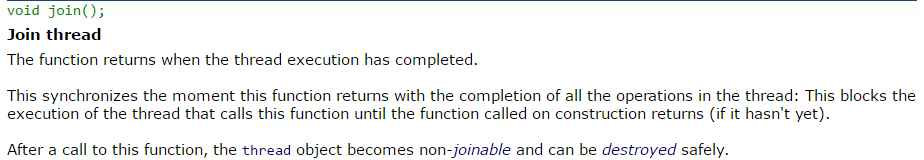 void join();
Join thread
The function returns when the thread execution has completed.
This synchronizes the moment this function returns with the completion of all the operations in the thread: This blocks the
execution of the thread that calls this function until the function called on construction returns (if it hasn't yet).
After a call to this function, the thread object becomes non-joinable and can be destroyed safely.